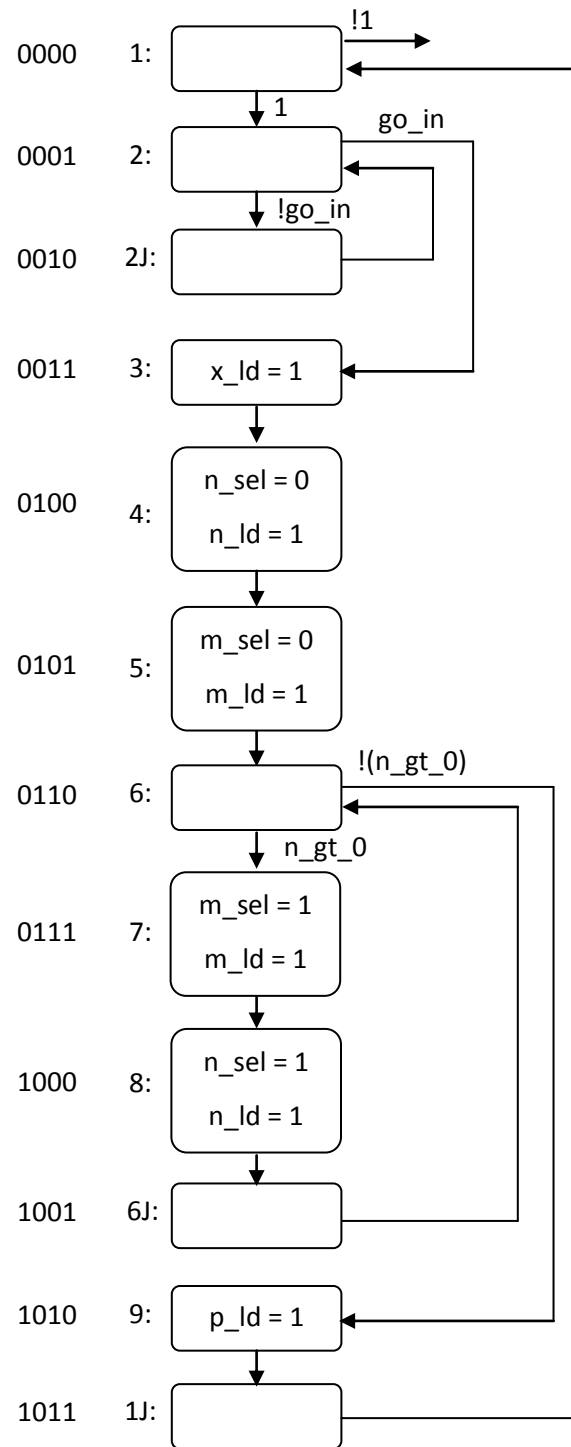 !1
0000 1:
1
go_in
0001 2:
!go_in
0010 2J:
0011 3: x_ld = 1
n_sel = 0
0100 4:
n_ld = 1
m_sel = 0
0101 5:
m_ld = 1
!(n_gt_0)
0110 6:
n_gt_0
m_sel = 1
0111 7:
m_ld = 1
n_sel = 1
1000 8:
n_ld = 1
1001 6J:
1010 9: p_ld = 1
1011 1J: